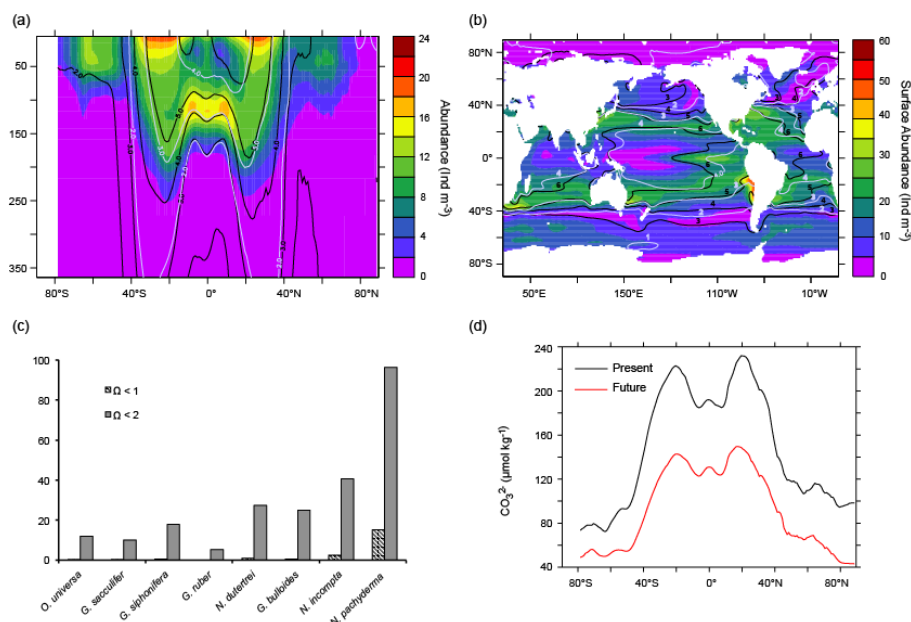 (a)
50
150
250
350
80°S
40°S
0°
40°N
80°N
24
20
16
12
8
4
0
Abundance (Ind m-3)
(b)
80°N
40°N
0°
40°S
80°S
50°E
150°E
110°W
10°W
60
50
40
30
20
10
0
Surface Abundance (Ind m-3)
(c)
100
80
60
40
20
0
Ω < 1
Ω < 2
O. universa
G. sacculifer
G. siphonifera
G. ruber
N. dutertrei
G. bulloides
N. incompta
N. pachyderma
(d)
240
200
160
140
80
40
CO₃²⁻ (µmol kg⁻¹)
Present
Future
80°S
40°S
0°
40°N
80°N